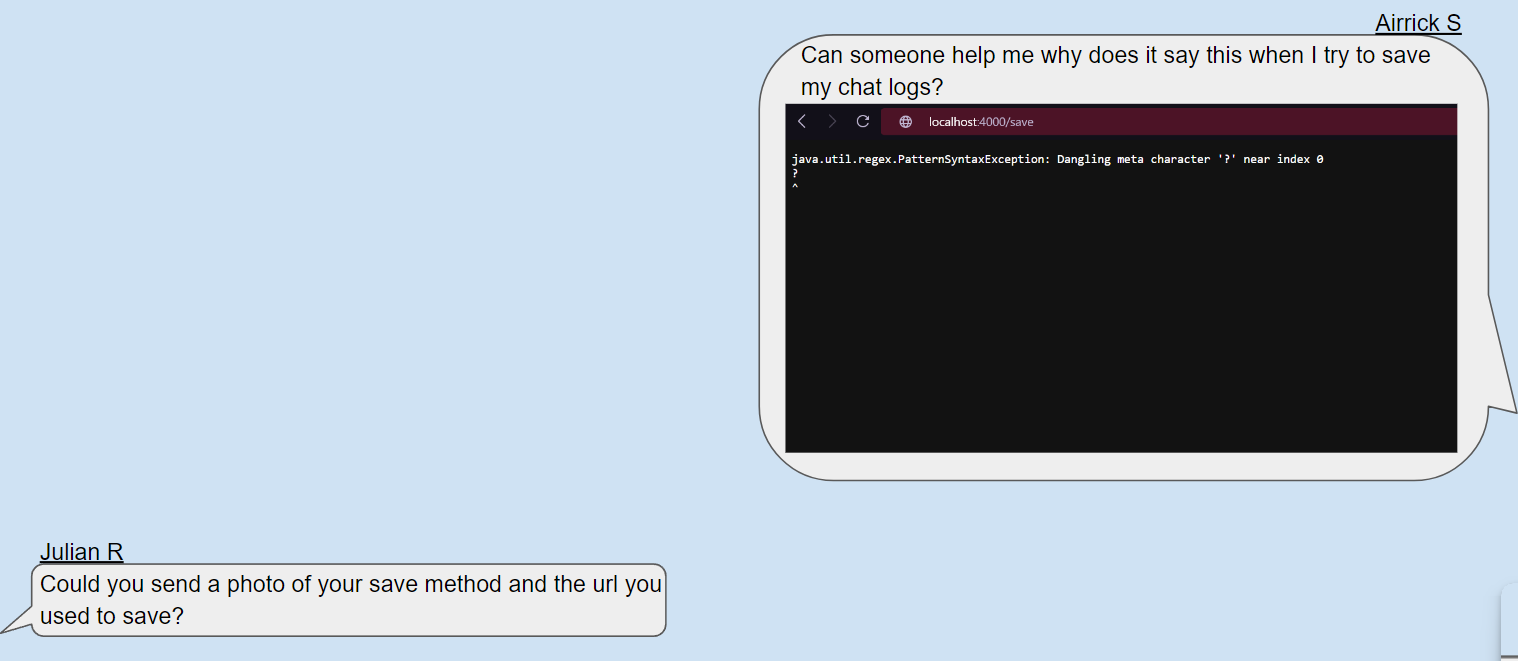 Airrick S
Can someone help me why does it say this when I try to save
my chat logs?
localhost:4000/save
java.util.regex.PatternSyntaxException: Dangling meta character '?' near index 0
?
^
Julian R
Could you send a photo of your save method and the url you
used to save?